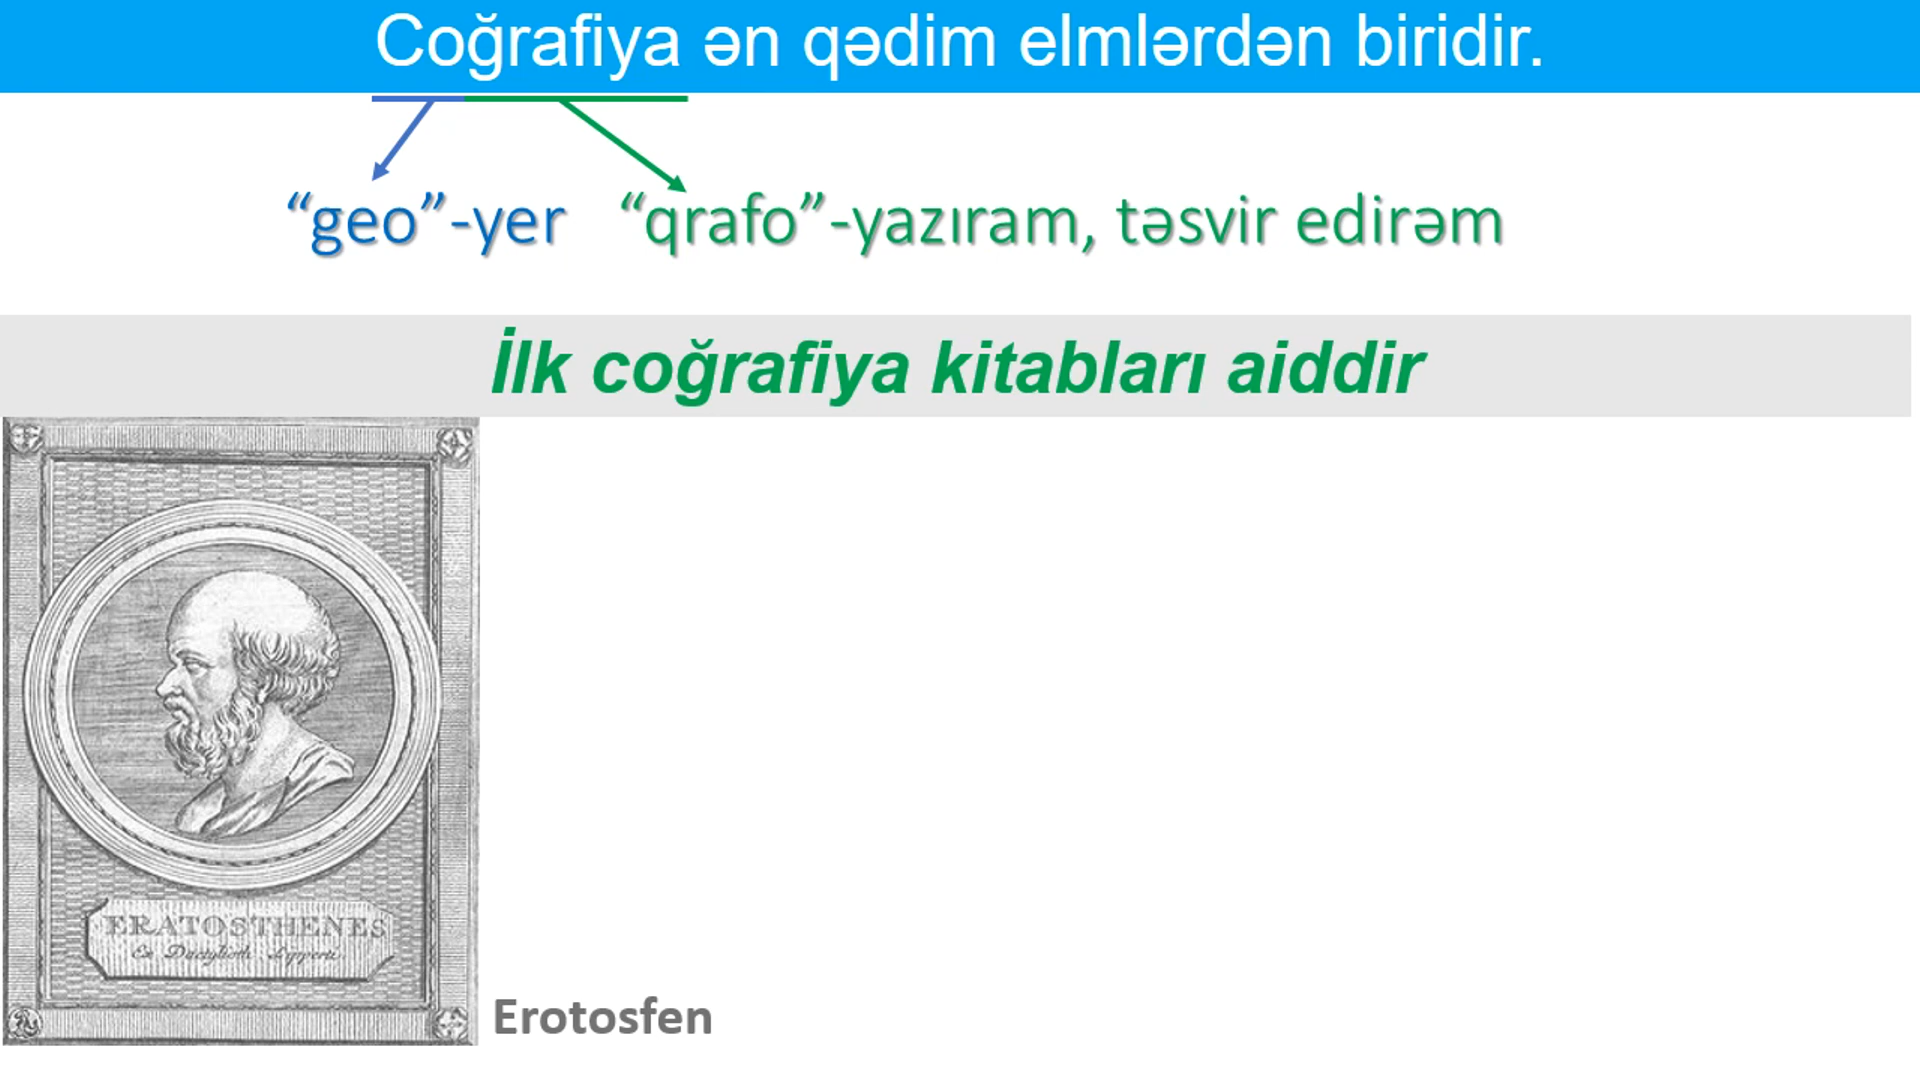 Coğrafiya ən qədim elmlərdən biridir.
“geo”-yer “qrafo”-yazıram, təsvir edirəm
İlk coğrafiya kitabları aiddir
ERATOSTHENES
Erotosfen